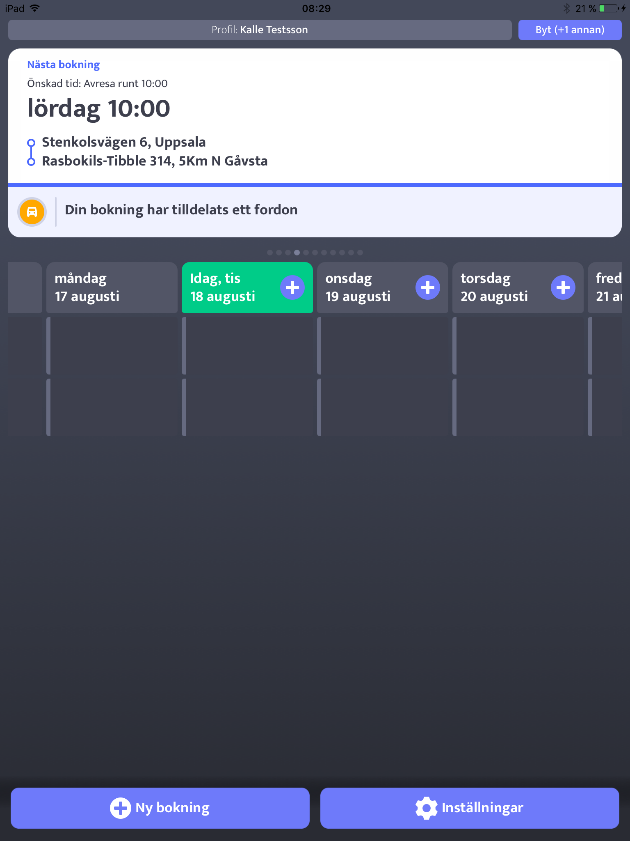 iPad 08:29 21 %
Profil: Kalle Testsson
Byt (+1 annan)
Nästa bokning
Önskad tid: Avresa runt 10:00
lördag 10:00
Stenkolsvägen 6, Uppsala
Rasbokils-Tibble 314, 5Km N Gåvsta
Din bokning har tilldelats ett fordon
måndag
17 augusti
Idag, tis
18 augusti
onsdag
19 augusti
torsdag
20 augusti
fred
21 au
Ny bokning
Inställningar